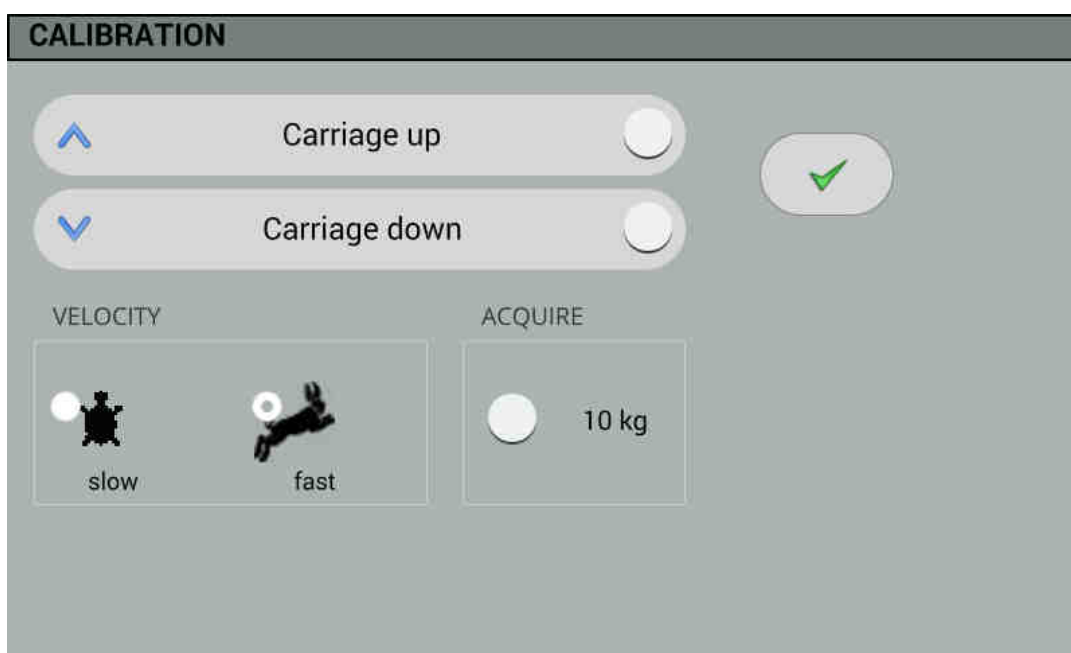 CALIBRATION
Carriage up
Carriage down
VELOCITY
ACQUIRE
10 kg
slow
fast